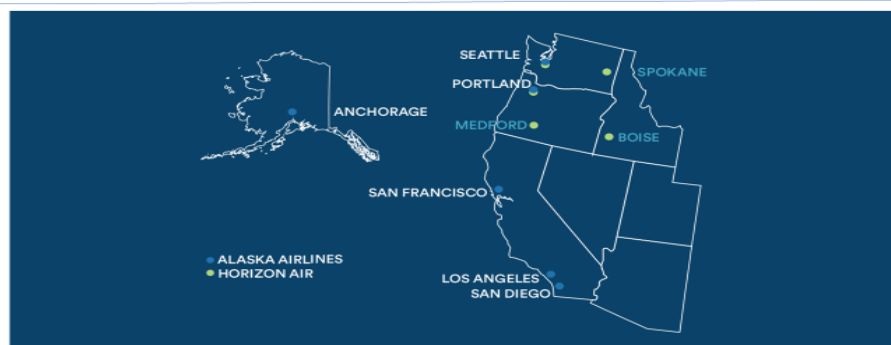 SEATTLE
SPOKANE
PORTLAND
ANCHORAGE
MEDFORD
BOISE
SAN FRANCISCO
ALASKA AIRLINES
HORIZON AIR
LOS ANGELES
SAN DIEGO